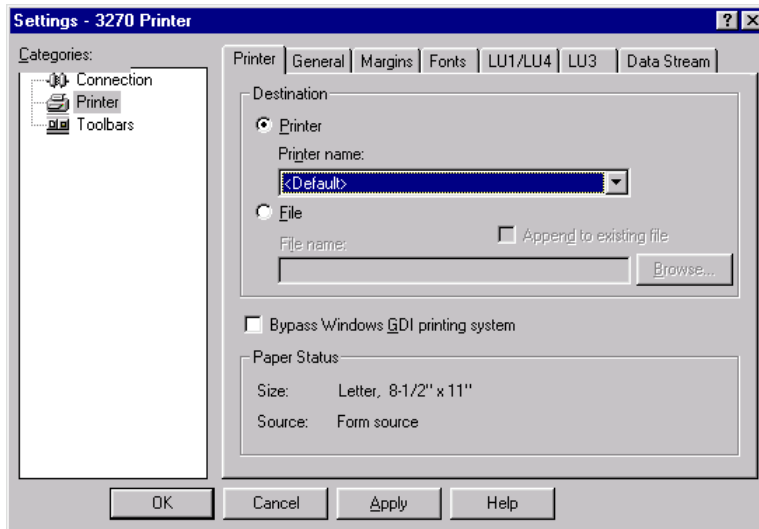 Settings - 3270 Printer
Categories:
Connection
Printer
Toolbars
Printer General Margins Fonts LU1/LU4 LU3 Data Stream
Destination
Printer
Printer name:
<Default>
File
File name:
Append to existing file
Browse...
Bypass Windows GDI printing system
Paper Status
Size: Letter, 8-1/2" x 11"
Source: Form source
OK Cancel Apply Help